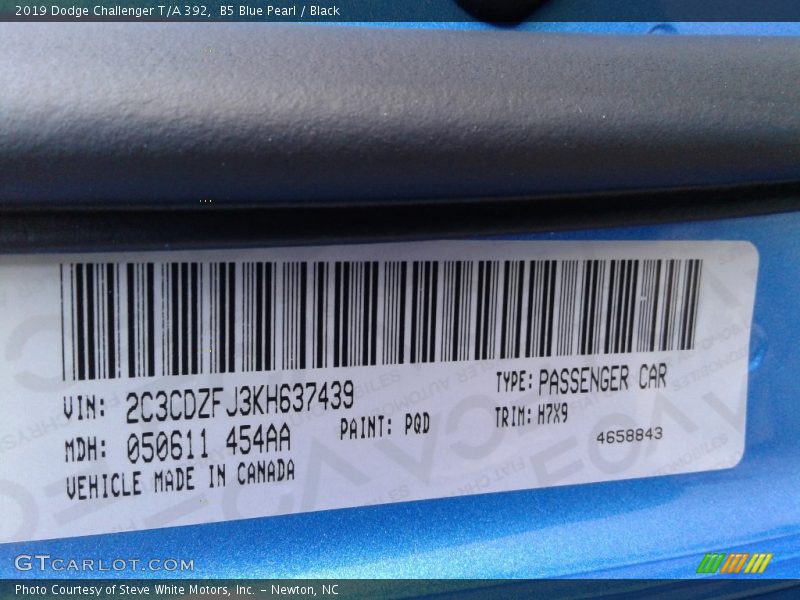 2019 Dodge Challenger T/A 392, B5 Blue Pearl / Black
VIN: 2C3CDZFJ3KH637439
TYPE: PASSENGER CAR
MDH: 050611 454AA
PAINT: PQD
TRIM: H7X9
VEHICLE MADE IN CANADA
4658843
GTCARLOT.COM
Photo Courtesy of Steve White Motors, Inc. – Newton, NC